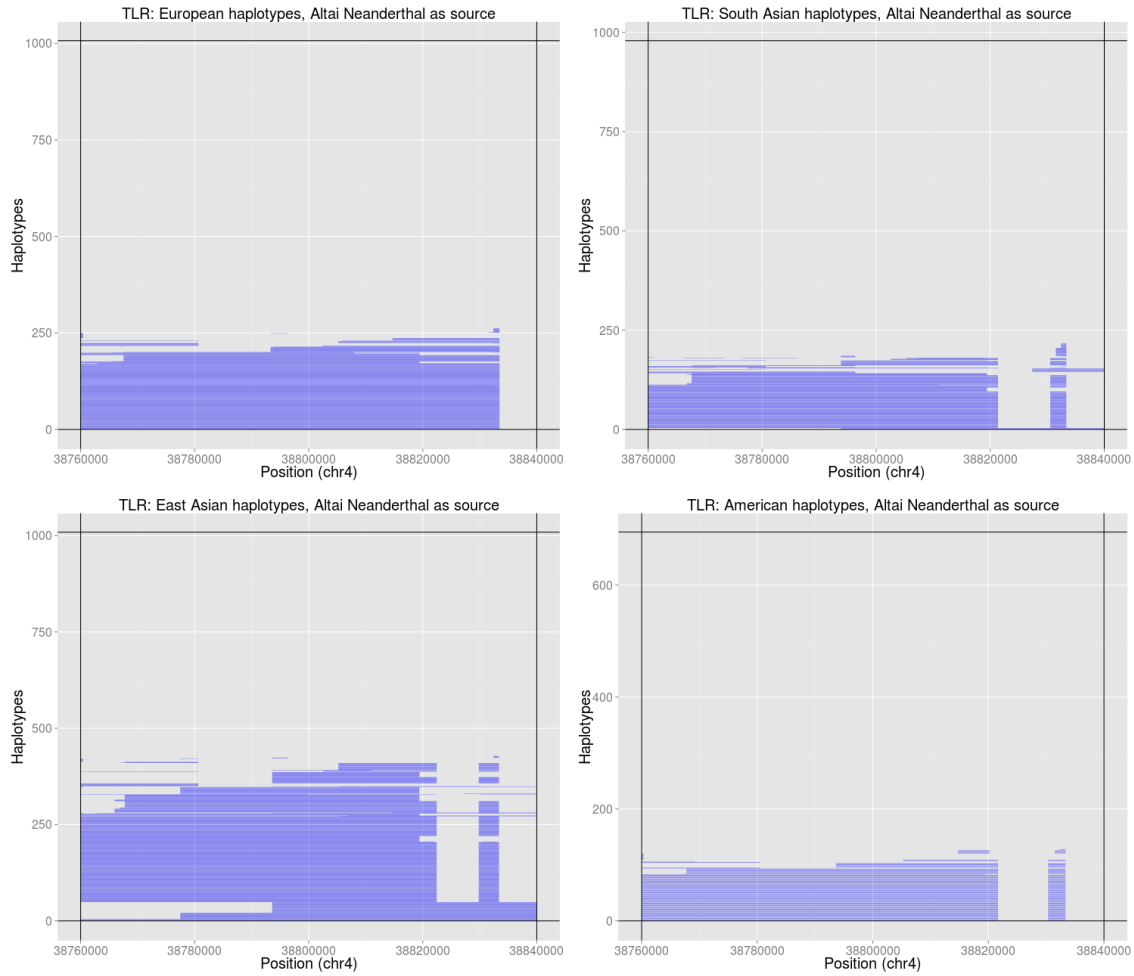 TLR: European haplotypes, Altai Neanderthal as source
1000
750
500
250
0
Haplotypes
38760000 38780000 38800000 38820000 38840000
Position (chr4)
TLR: South Asian haplotypes, Altai Neanderthal as source
1000
750
500
250
0
Haplotypes
38760000 38780000 38800000 38820000 38840000
Position (chr4)
TLR: East Asian haplotypes, Altai Neanderthal as source
1000
750
500
250
0
Haplotypes
38760000 38780000 38800000 38820000 38840000
Position (chr4)
TLR: American haplotypes, Altai Neanderthal as source
600
400
200
0
Haplotypes
38760000 38780000 38800000 38820000 38840000
Position (chr4)